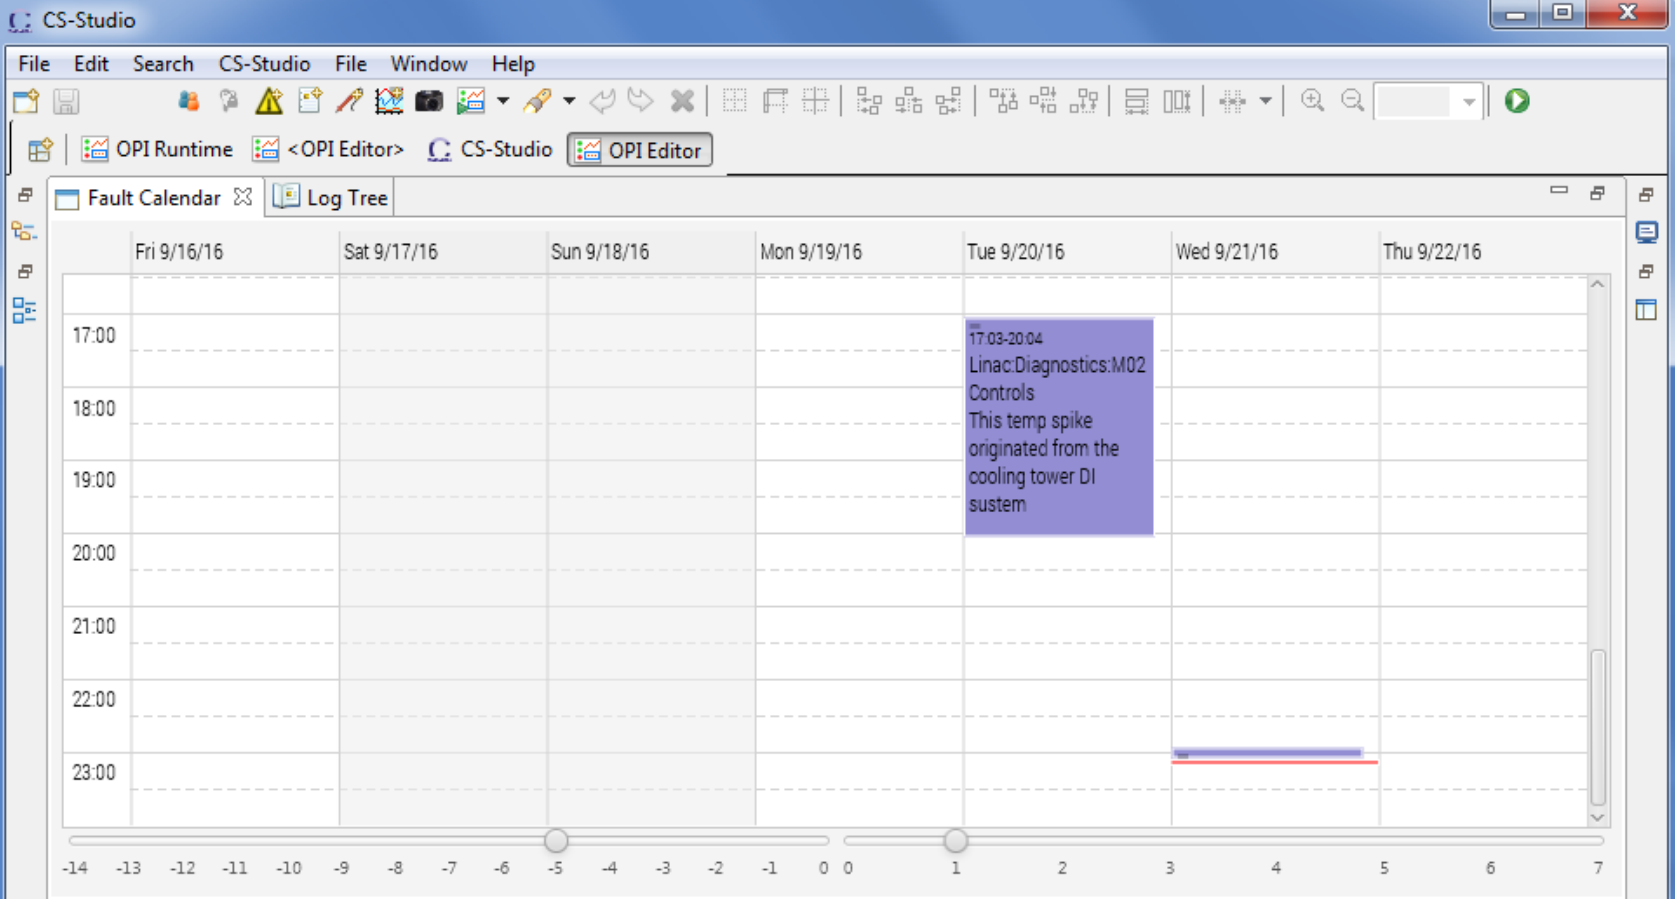 CS-Studio
File Edit Search CS-Studio File Window Help
OPI Runtime <OPI Editor> CS-Studio OPI Editor
Fault Calendar Log Tree
Fri 9/16/16 Sat 9/17/16 Sun 9/18/16 Mon 9/19/16 Tue 9/20/16 Wed 9/21/16 Thu 9/22/16
17:00
17:03-20:04
Linac:Diagnostics:M02
Controls
This temp spike
originated from the
cooling tower DI
sustem
18:00
19:00
20:00
21:00
22:00
23:00
-14 -13 -12 -11 -10 -9 -8 -7 -6 -5 -4 -3 -2 -1 0 0 1 2 3 4 5 6 7